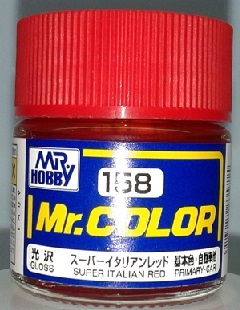 MR
HOBBY
158
Mr.COLOR
光沢 スーパーイタリアンレッド 基本色・自動車他
GLOSS SUPER ITALIAN RED PRIMARY・CAR